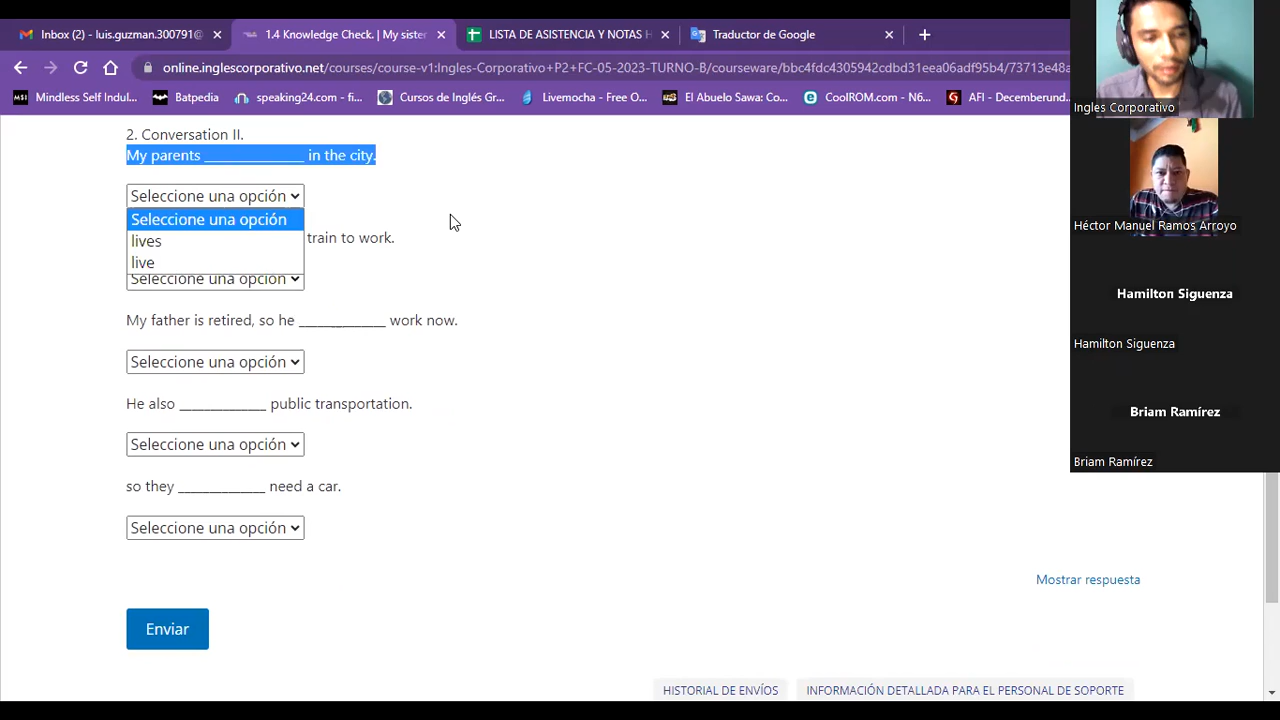 Inbox (2) - luis.guzman.300791@
1.4 Knowledge Check. | My sister
LISTA DE ASISTENCIA Y NOTAS H
Traductor de Google
online.inglescorporativo.net/courses/course-v1:Ingles-Corporativo+P2+FC-05-2023-TURNO-B/courseware/bbc4fdc4305942cdbd31eea06adf95b4/73713e48a
Mindless Self Indul...
Batpedia
speaking24.com - fi...
Cursos de Inglés Gr...
Livemocha - Free O...
El Abuelo Sawa: Co...
CoolROM.com - N6...
AFI - Decemberund...
2. Conversation II.
My parents ________________ in the city.
Seleccione una opción
Seleccione una opción
lives
live
train to work.
Seleccione una opción
My father is retired, so he ______________ work now.
Seleccione una opción
He also ______________ public transportation.
Seleccione una opción
so they ______________ need a car.
Seleccione una opción
Mostrar respuesta
Enviar
HISTORIAL DE ENVÍOS
INFORMACIÓN DETALLADA PARA EL PERSONAL DE SOPORTE
Ingles Corporativo
Héctor Manuel Ramos Arroyo
Hamilton Siguenza
Hamilton Siguenza
Briam Ramírez
Briam Ramírez